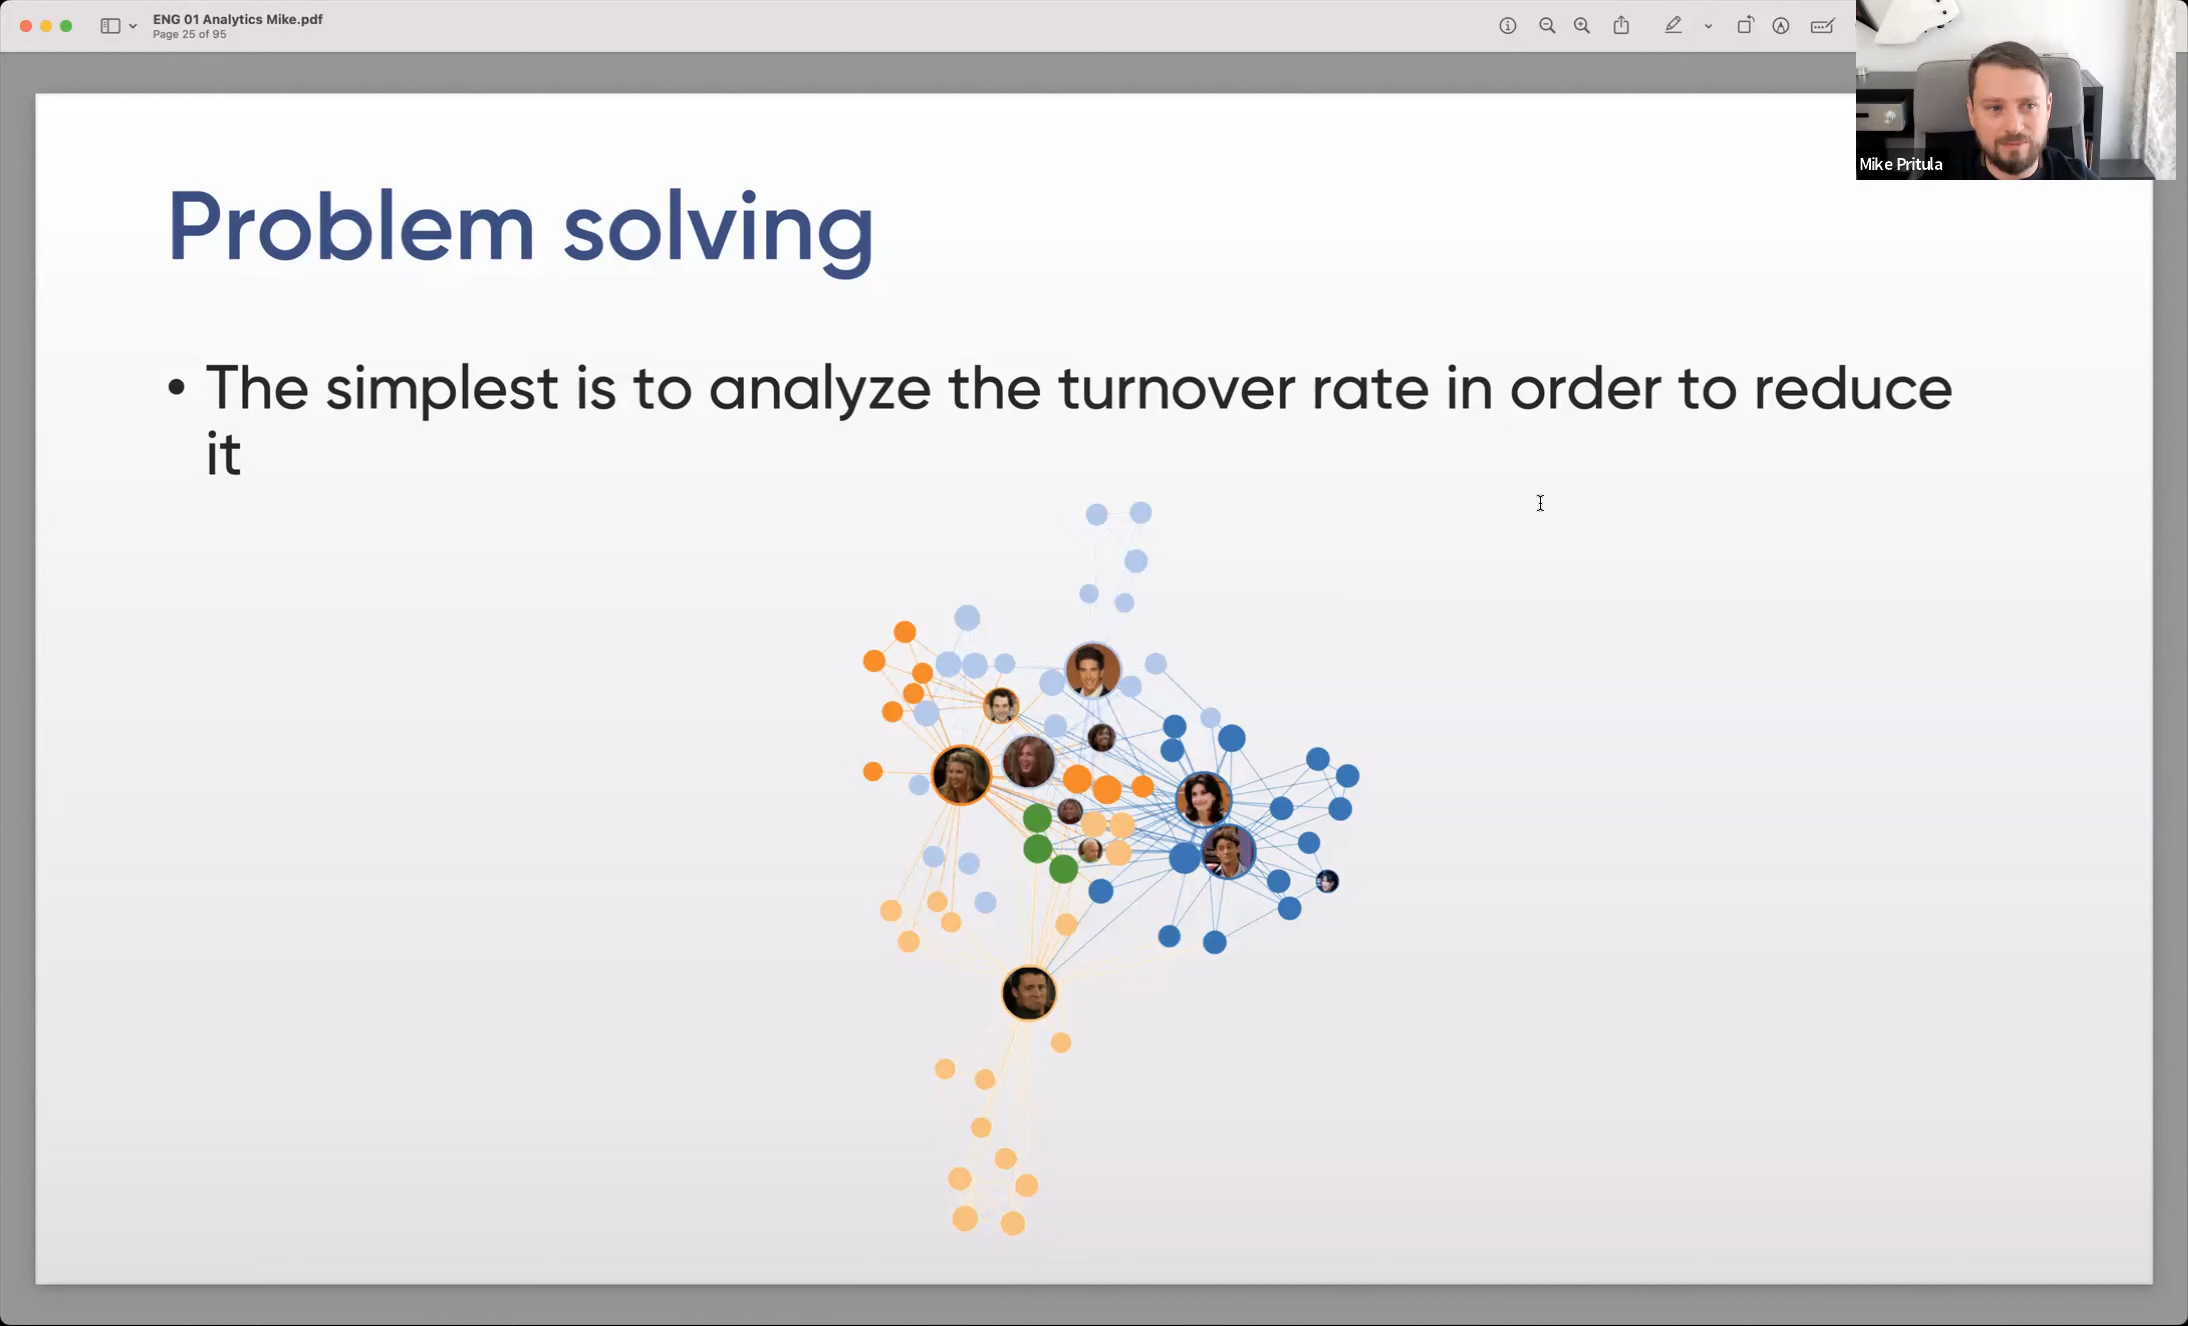 ENG 01 Analytics Mike.pdf
Page 25 of 95
Mike Pritula
Problem solving
• The simplest is to analyze the turnover rate in order to reduce
it